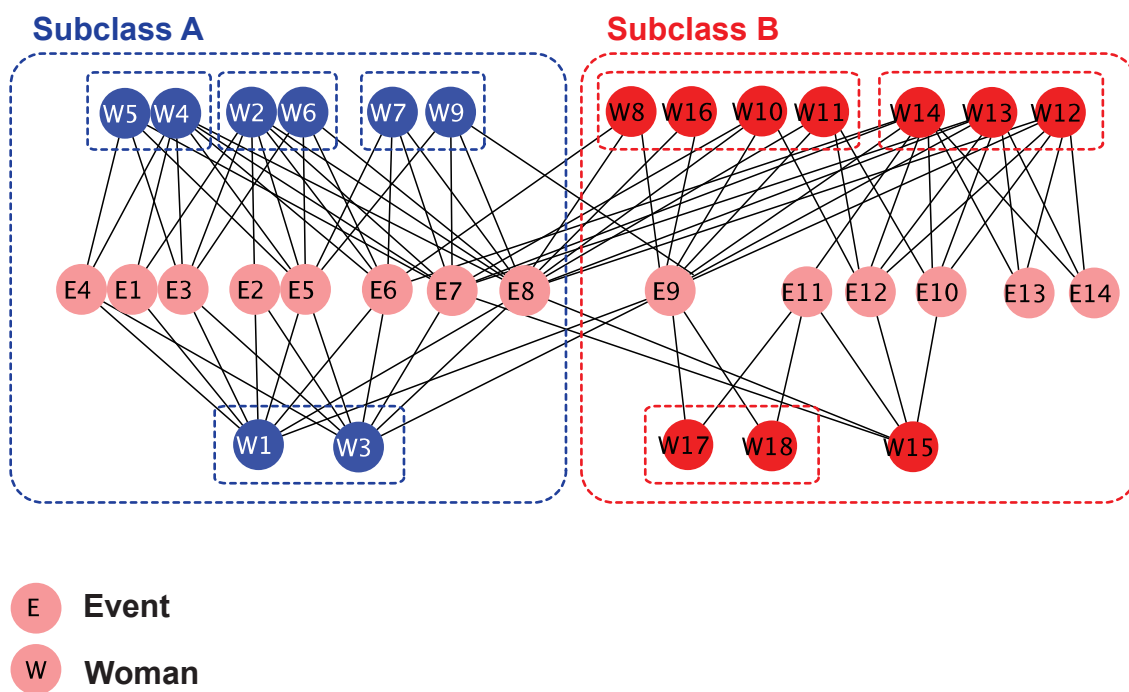 Subclass A Subclass B
W5 W4 W2 W6 W7 W9 W8 W16 W10 W11 W14 W13 W12
E4 E1 E3 E2 E5 E6 E7 E8 E9 E11 E12 E10 E13 E14
W1 W3 W17 W18 W15
E Event
W Woman